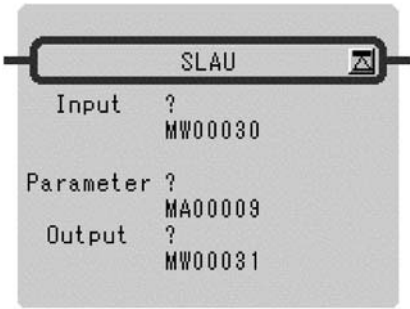 SLAU
Input ?
MW00030
Parameter ?
MA00009
Output ?
MW00031